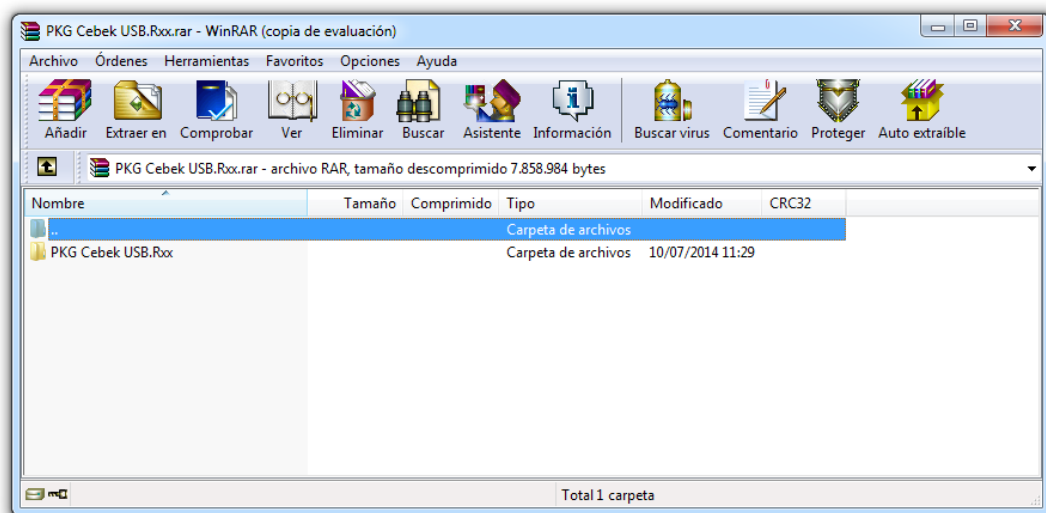 PKG Cebek USB.Rxx.rar - WinRAR (copia de evaluación)
Archivo Órdenes Herramientas Favoritos Opciones Ayuda
Añadir Extraer en Comprobar Ver Eliminar Buscar Asistente Información Buscar virus Comentario Proteger Auto extraíble
PKG Cebek USB.Rxx.rar - archivo RAR, tamaño descomprimido 7.858.984 bytes
Nombre Tamaño Comprimido Tipo Modificado CRC32
.. Carpeta de archivos
PKG Cebek USB.Rxx Carpeta de archivos 10/07/2014 11:29
Total 1 carpeta